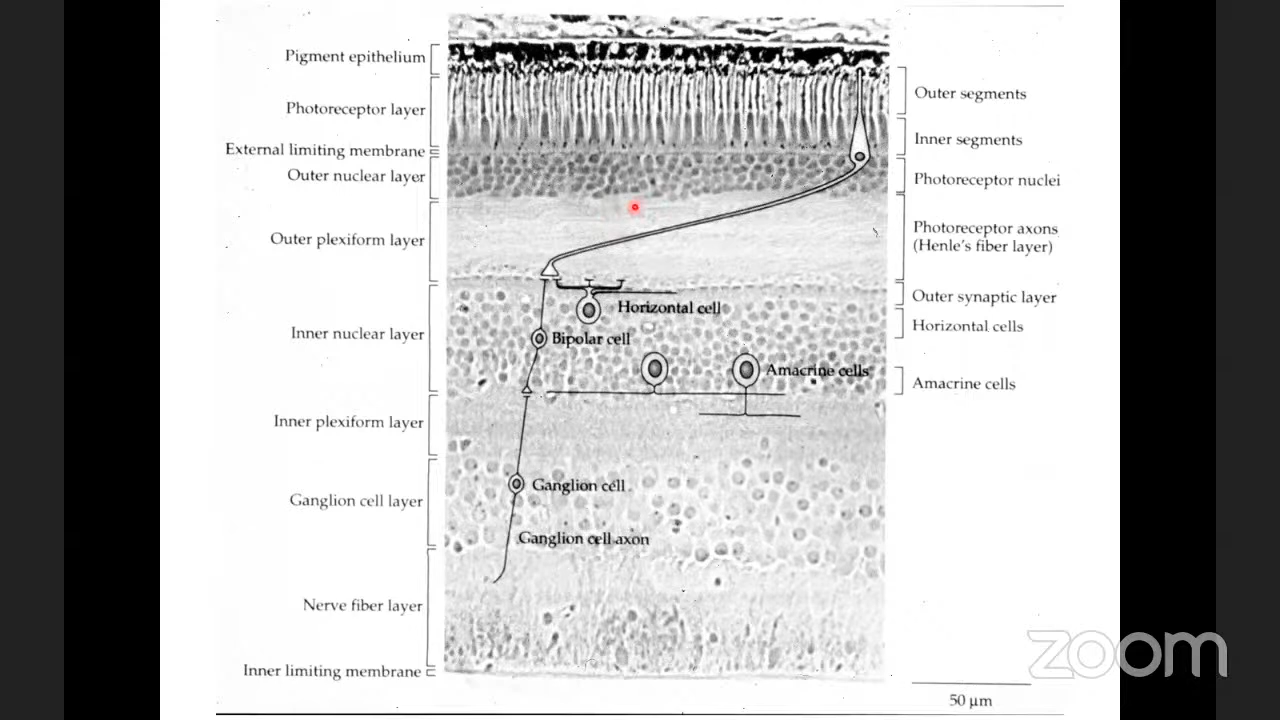 Pigment epithelium
Photoreceptor layer
External limiting membrane
Outer nuclear layer
Outer plexiform layer
Inner nuclear layer
Inner plexiform layer
Ganglion cell layer
Nerve fiber layer
Inner limiting membrane
Horizontal cell
Bipolar cell
Amacrine cells
Ganglion cell
Ganglion cell axon
Outer segments
Inner segments
Photoreceptor nuclei
Photoreceptor axons
(Henle's fiber layer)
Outer synaptic layer
Horizontal cells
Amacrine cells
zoom
50 µm